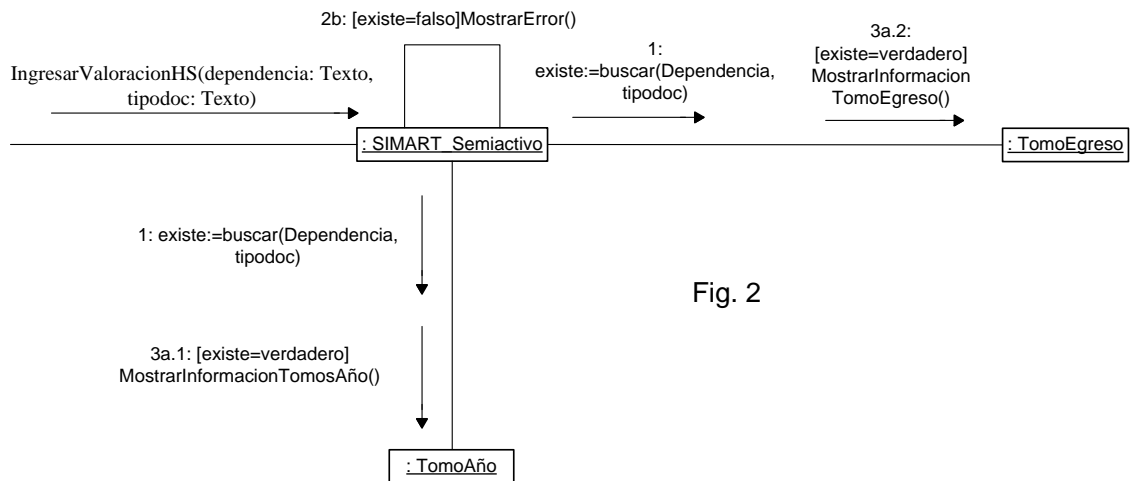 2b: [existe=falso]MostrarError()
1:
existe:=buscar(Dependencia,
tipodoc)
3a.2:
[existe=verdadero]
MostrarInformacion
TomoEgreso()
IngresarValoracionHS(dependencia: Texto,
tipodoc: Texto)
: SIMART_Semiactivo
: TomoEgreso
1: existe:=buscar(Dependencia,
tipodoc)
Fig. 2
3a.1: [existe=verdadero]
MostrarInformacionTomosAño()
: TomoAño